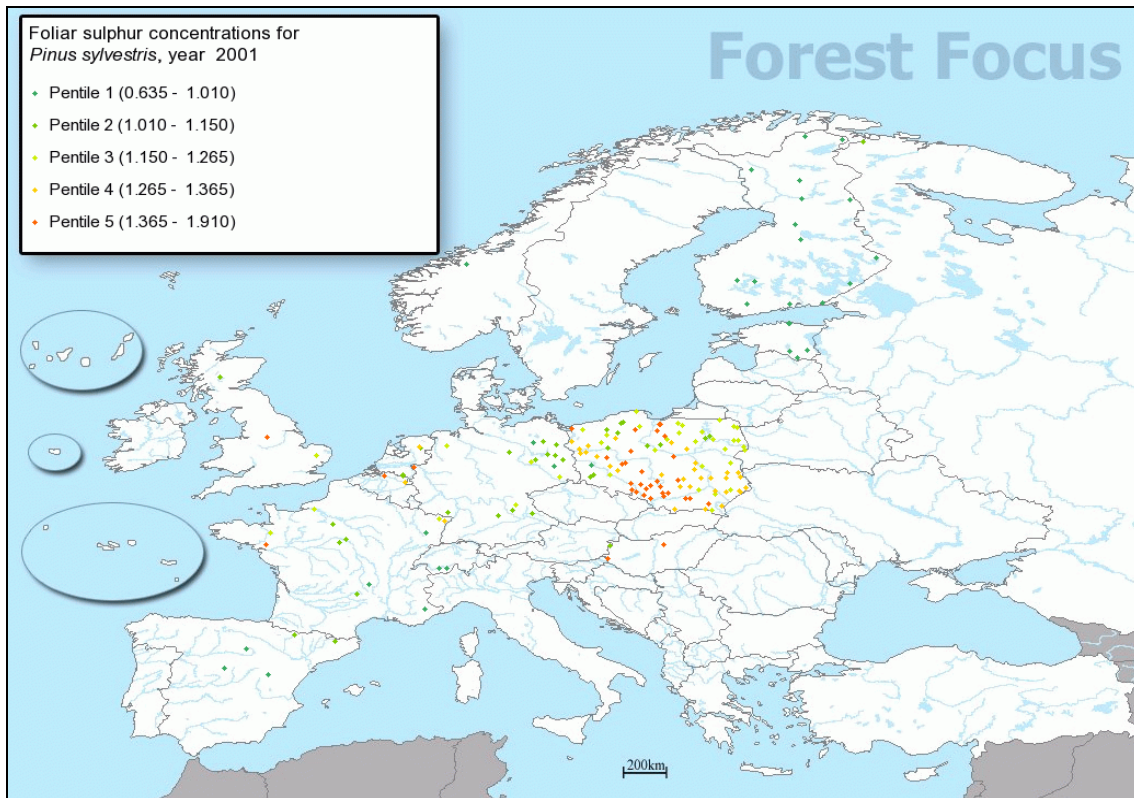 Foliar sulphur concentrations for
Pinus sylvestris, year 2001
Pentile 1 (0.635 - 1.010)
Pentile 2 (1.010 - 1.150)
Pentile 3 (1.150 - 1.265)
Pentile 4 (1.265 - 1.365)
Pentile 5 (1.365 - 1.910)
Forest Focus
200km